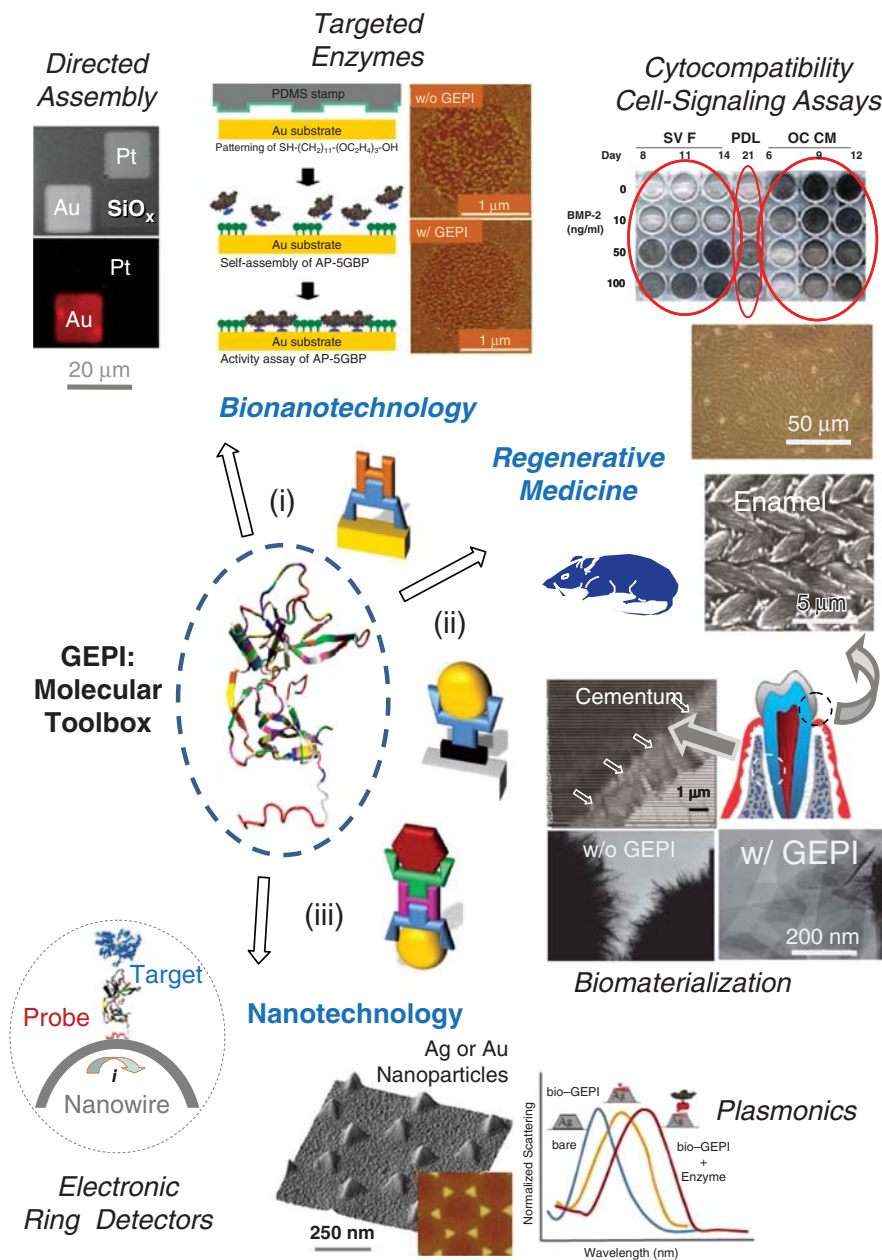 Directed
Assembly
Pt
Au
SiOx
Pt
Au
20 μm
Targeted
Enzymes
PDMS stamp
Au substrate
Patterning of SH-(CH2)11-(OC2H4)3-OH
Au substrate
Self-assembly of AP-5GBP
Au substrate
Activity assay of AP-5GBP
w/o GEPI
1 μm
w/ GEPI
1 μm
Cytocompatibility
Cell-Signaling Assays
SV F PDL OC CM
Day 8 11 14 21 6 9 12
0
BMP-2
(ng/ml)
10
50
100
50 μm
Bionanotechnology
Regenerative
Medicine
Enamel
5 μm
(i)
(ii)
(iii)
GEPI:
Molecular
Toolbox
Cementum
1 μm
w/o GEPI
w/ GEPI
200 nm
Biomaterialization
Target
Probe
i
Nanowire
Electronic
Ring Detectors
Nanotechnology
Ag or Au
Nanoparticles
250 nm
Plasmonics
Normalized Scattering
bio–GEPI
Ag
Ag
Ag
bare
bio–GEPI
+
Enzyme
Wavelength (nm)